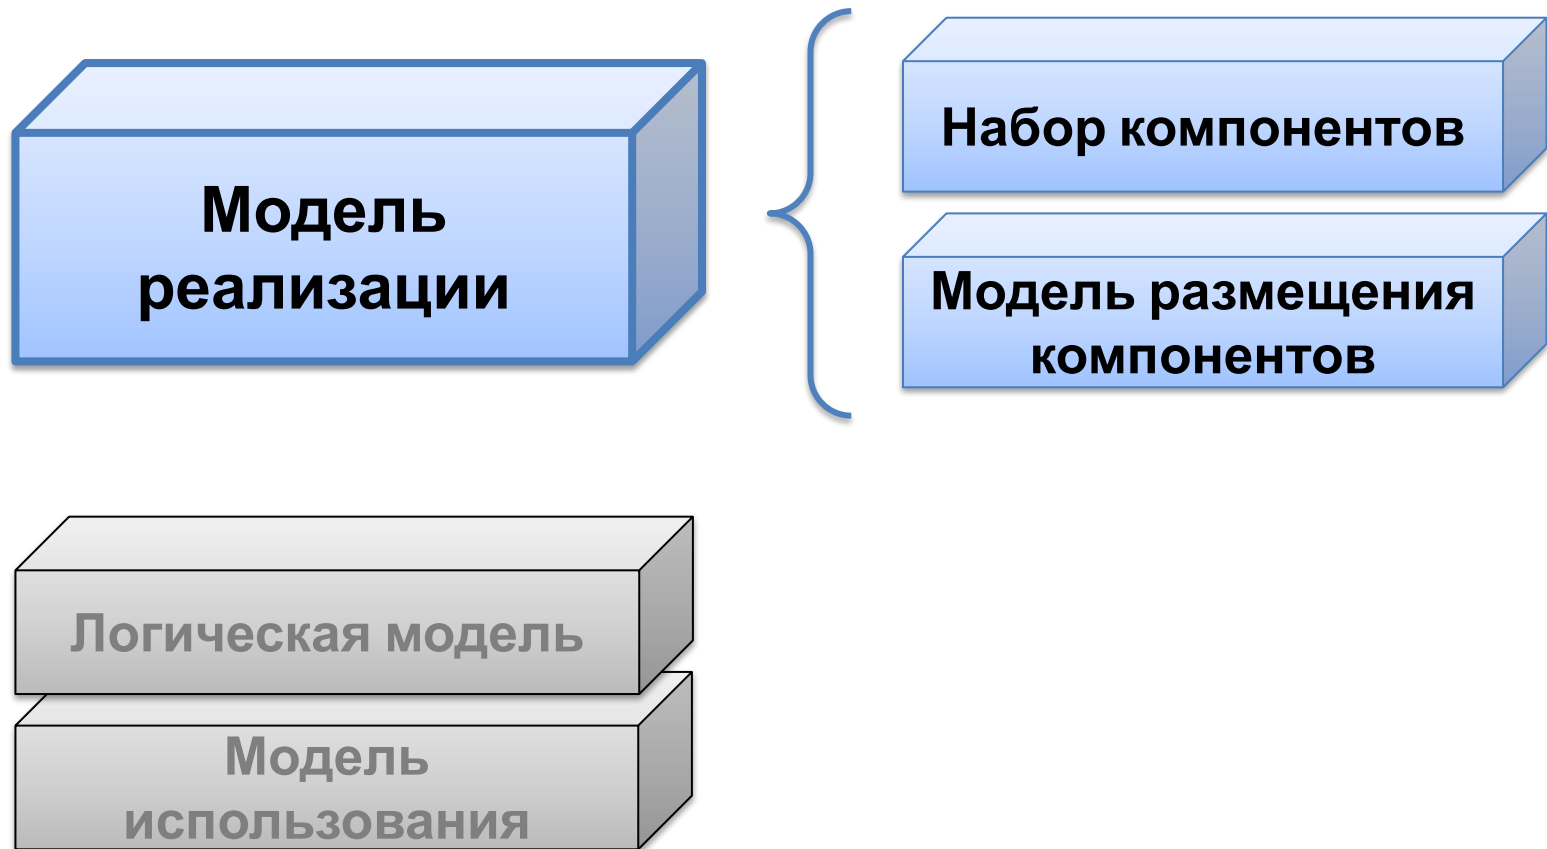 Модель
реализации
Набор компонентов
Модель размещения
компонентов
Логическая модель
Модель
использования